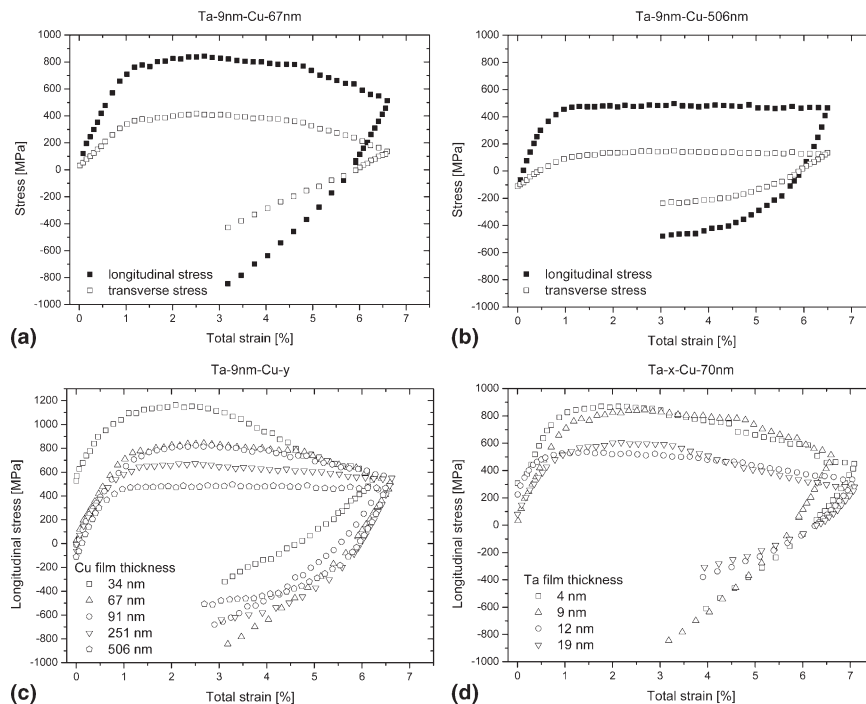 Ta-9nm-Cu-67nm
1000
800
600
400
200
0
-200
-400
-600
-800
-1000
Stress [MPa]
longitudinal stress
transverse stress
0 1 2 3 4 5 6 7
Total strain [%]
(a)
Ta-9nm-Cu-506nm
1000
800
600
400
200
0
-200
-400
-600
-800
-1000
Stress [MPa]
longitudinal stress
transverse stress
0 1 2 3 4 5 6 7
Total strain [%]
(b)
Ta-9nm-Cu-y
1200
1000
800
600
400
200
0
-200
-400
-600
-800
-1000
Longitudinal stress [MPa]
Cu film thickness
34 nm
67 nm
91 nm
251 nm
506 nm
0 1 2 3 4 5 6 7
Total strain [%]
(c)
Ta-x-Cu-70nm
1000
800
600
400
200
0
-200
-400
-600
-800
-1000
Longitudinal stress [MPa]
Ta film thickness
4 nm
9 nm
12 nm
19 nm
0 1 2 3 4 5 6 7
Total strain [%]
(d)